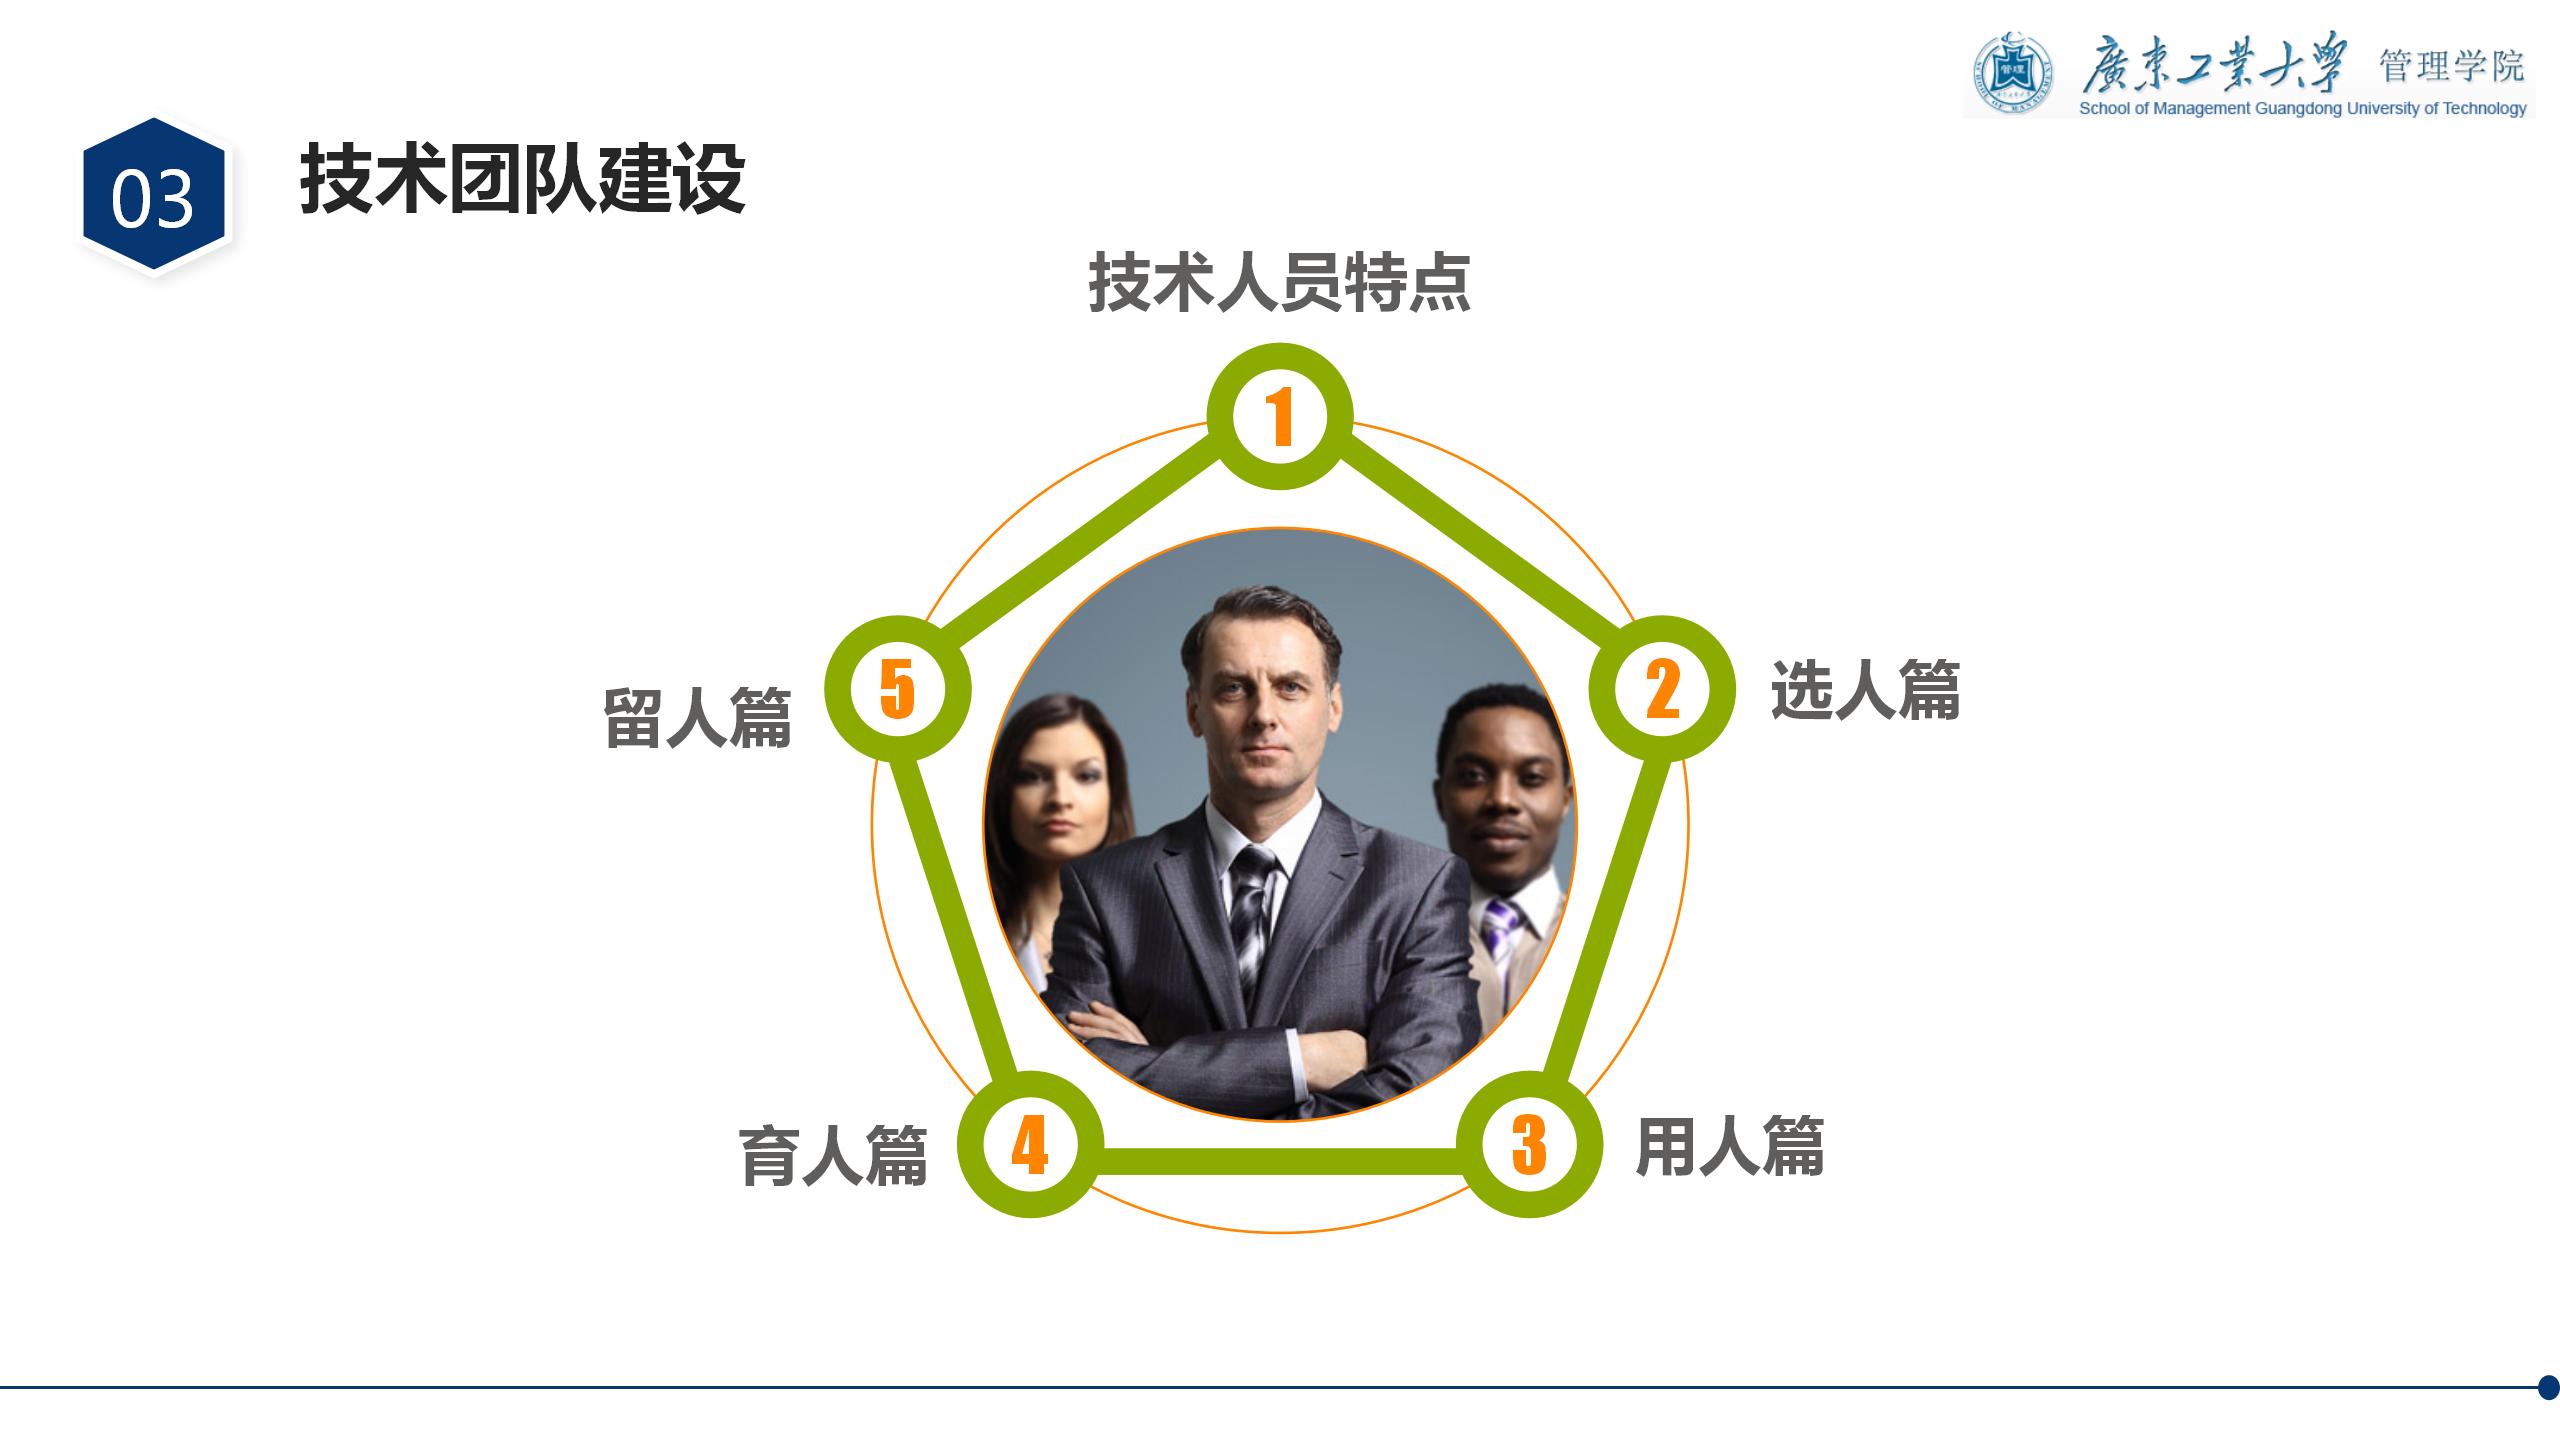 廣東工業大學 管理学院
School of Management Guangdong University of Technology
03
技术团队建设
技术人员特点
1
5
2
留人篇
选人篇
4
3
育人篇
用人篇
管理